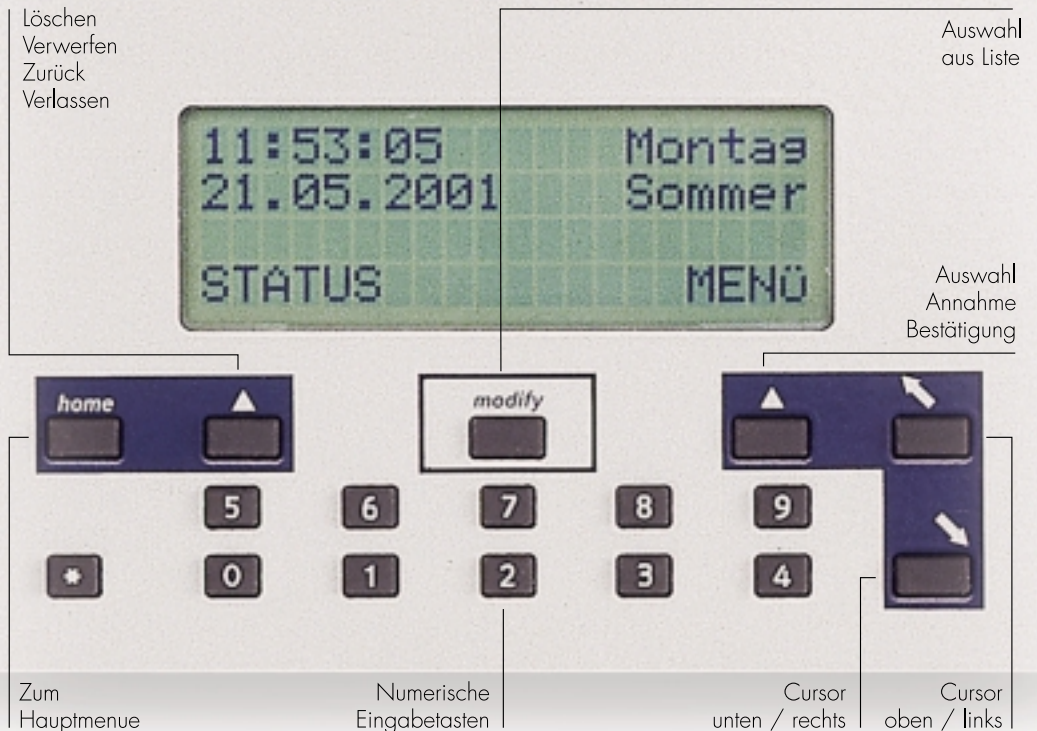 Löschen
Verwerfen
Zurück
Verlassen
Auswahl
aus Liste
11:53:05 Montag
21.05.2001 Sommer
STATUS MENÜ
Auswahl
Annahme
Bestätigung
home
modify
5 6 7 8 9
* 0 1 2 3 4
Zum
Hauptmenue
Numerische
Eingabetasten
Cursor
unten / rechts
Cursor
oben / links